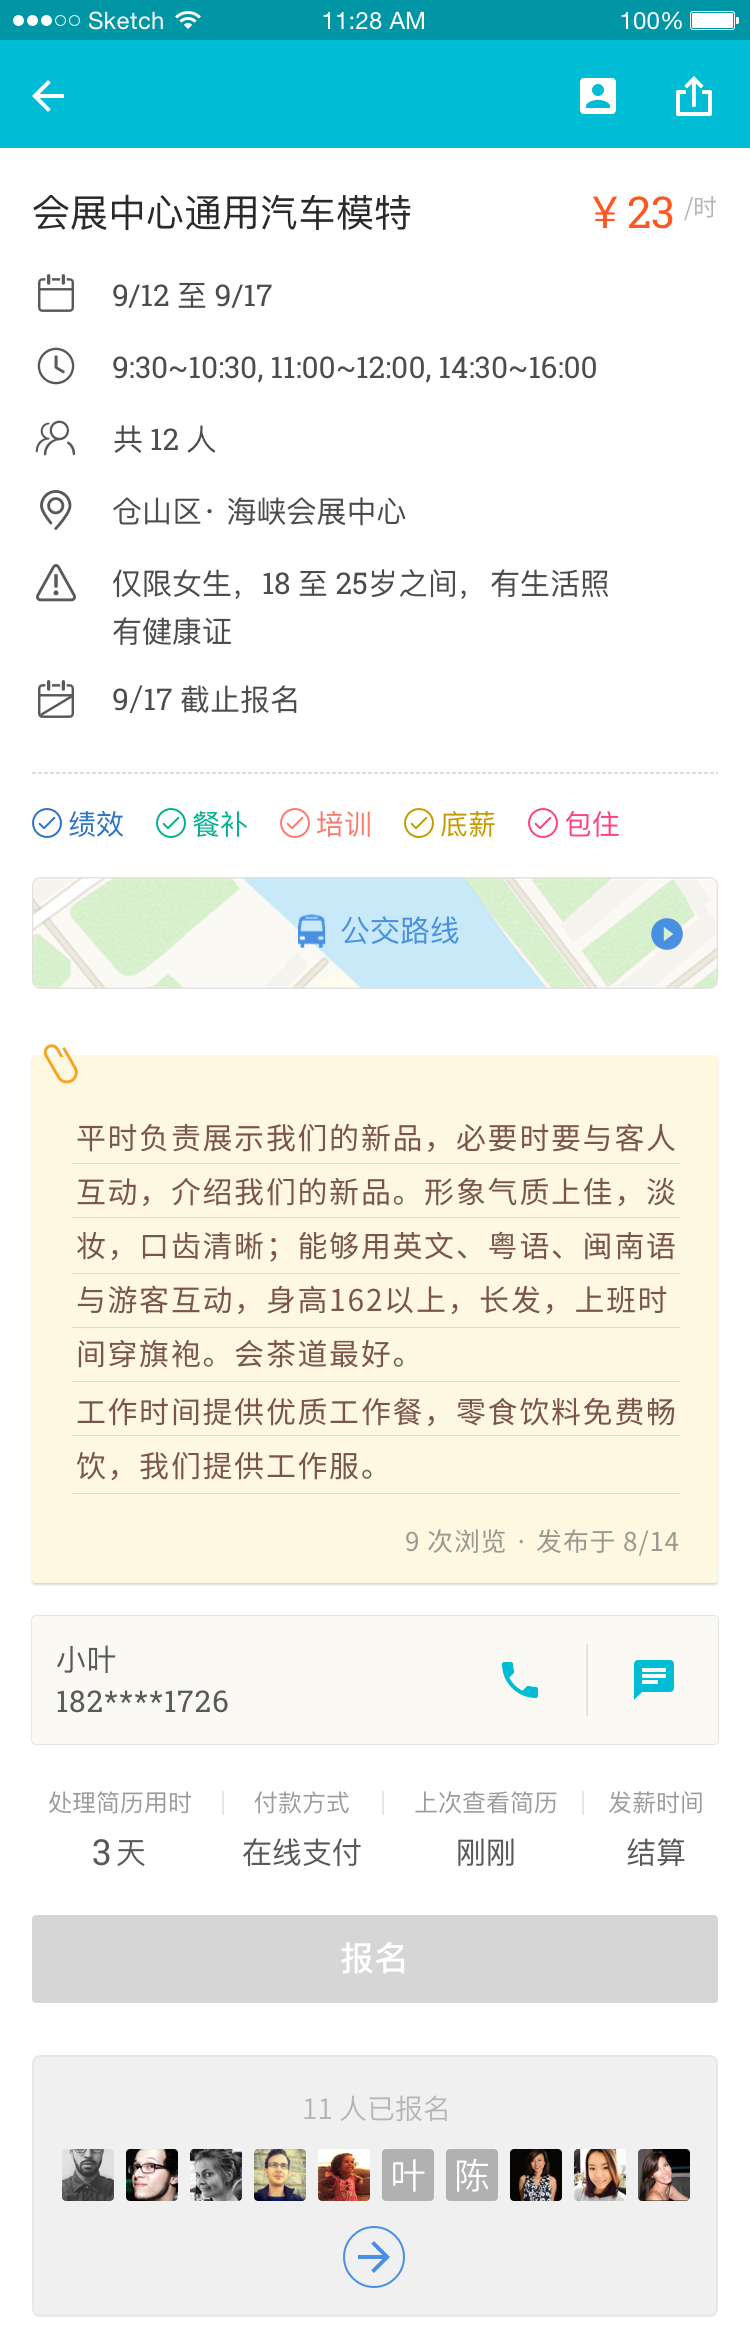 Sketch 11:28 AM 100%
会展中心通用汽车模特 ¥ 23 /时
9/12 至 9/17
9:30~10:30, 11:00~12:00, 14:30~16:00
共 12 人
仓山区· 海峡会展中心
仅限女生，18 至 25岁之间， 有生活照
有健康证
9/17 截止报名
绩效 餐补 培训 底薪 包住
公交路线
平时负责展示我们的新品，必要时要与客人
互动，介绍我们的新品。形象气质上佳，淡
妆，口齿清晰；能够用英文、粤语、闽南语
与游客互动，身高162以上，长发，上班时
间穿旗袍。会茶道最好。
工作时间提供优质工作餐，零食饮料免费畅
饮，我们提供工作服。
9 次浏览 · 发布于 8/14
小叶
182****1726
处理简历用时 付款方式 上次查看简历 发薪时间
3 天 在线支付 刚刚 结算
报名
11 人已报名
叶 陈